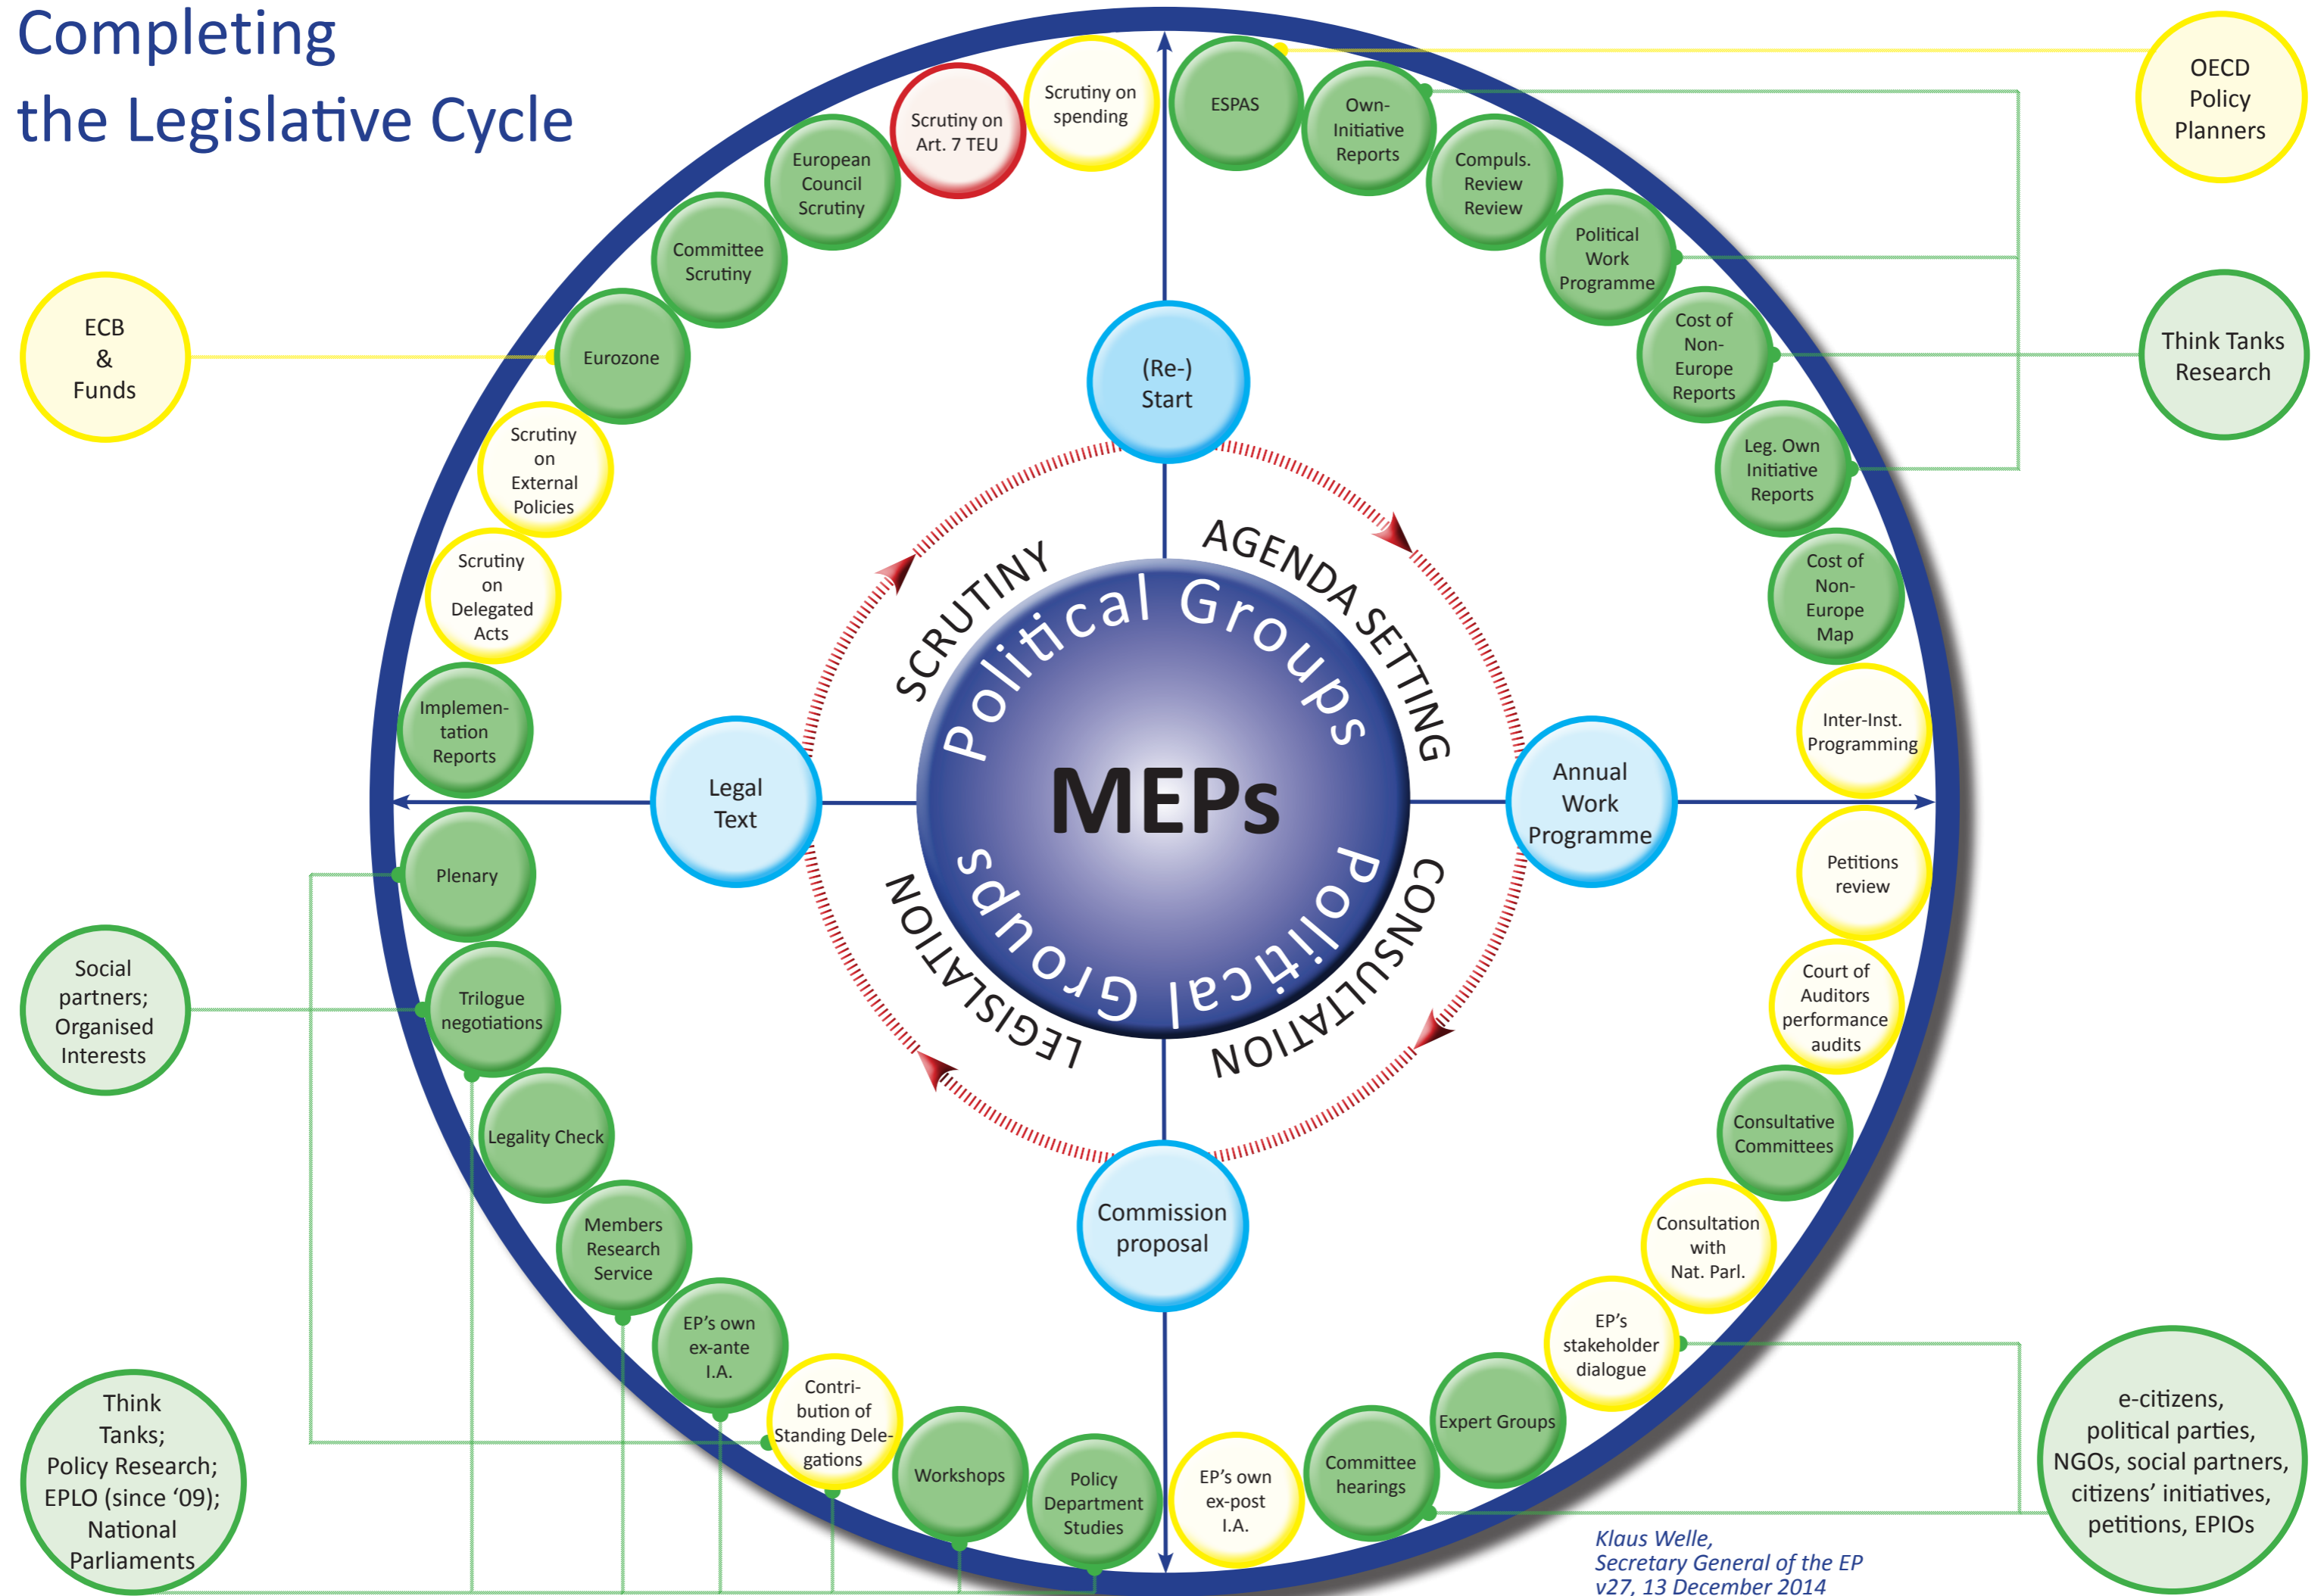 Completing
the Legislative Cycle
Scrutiny on
spending
Scrutiny on
Art. 7 TEU
European
Council
Scrutiny
Committee
Scrutiny
Eurozone
Scrutiny
on
External
Policies
Scrutiny
on
Delegated
Acts
Implemen-
tation
Reports
ESPAS
Own-
Initiative
Reports
Compuls.
Review
Review
Political
Work
Programme
Cost of
Non-
Europe
Reports
Leg. Own
Initiative
Reports
Cost of
Non-
Europe
Map
Inter-Inst.
Programming
OECD
Policy
Planners
Think Tanks
Research
ECB
&
Funds
(Re-)
Start
SCRUTINY
AGENDA SETTING
Political Groups
MEPs
Political Groups
LEGISLATION
CONSULTATION
Legal
Text
Annual
Work
Programme
Commission
proposal
Plenary
Trilogue
negotiations
Legality Check
Members
Research
Service
EP's own
ex-ante
I.A.
Contri-
bution of
Standing Dele-
gations
Workshops
Policy
Department
Studies
Petitions
review
Court of
Auditors
performance
audits
Consultative
Committees
Consultation
with
Nat. Parl.
EP's
stakeholder
dialogue
Expert Groups
Committee
hearings
EP's own
ex-post
I.A.
Social
partners;
Organised
Interests
Think
Tanks;
Policy Research;
EPLO (since ‘09);
National
Parliaments
e-citizens,
political parties,
NGOs, social partners,
citizens’ initiatives,
petitions, EPIOs
Klaus Welle,
Secretary General of the EP
v27, 13 December 2014